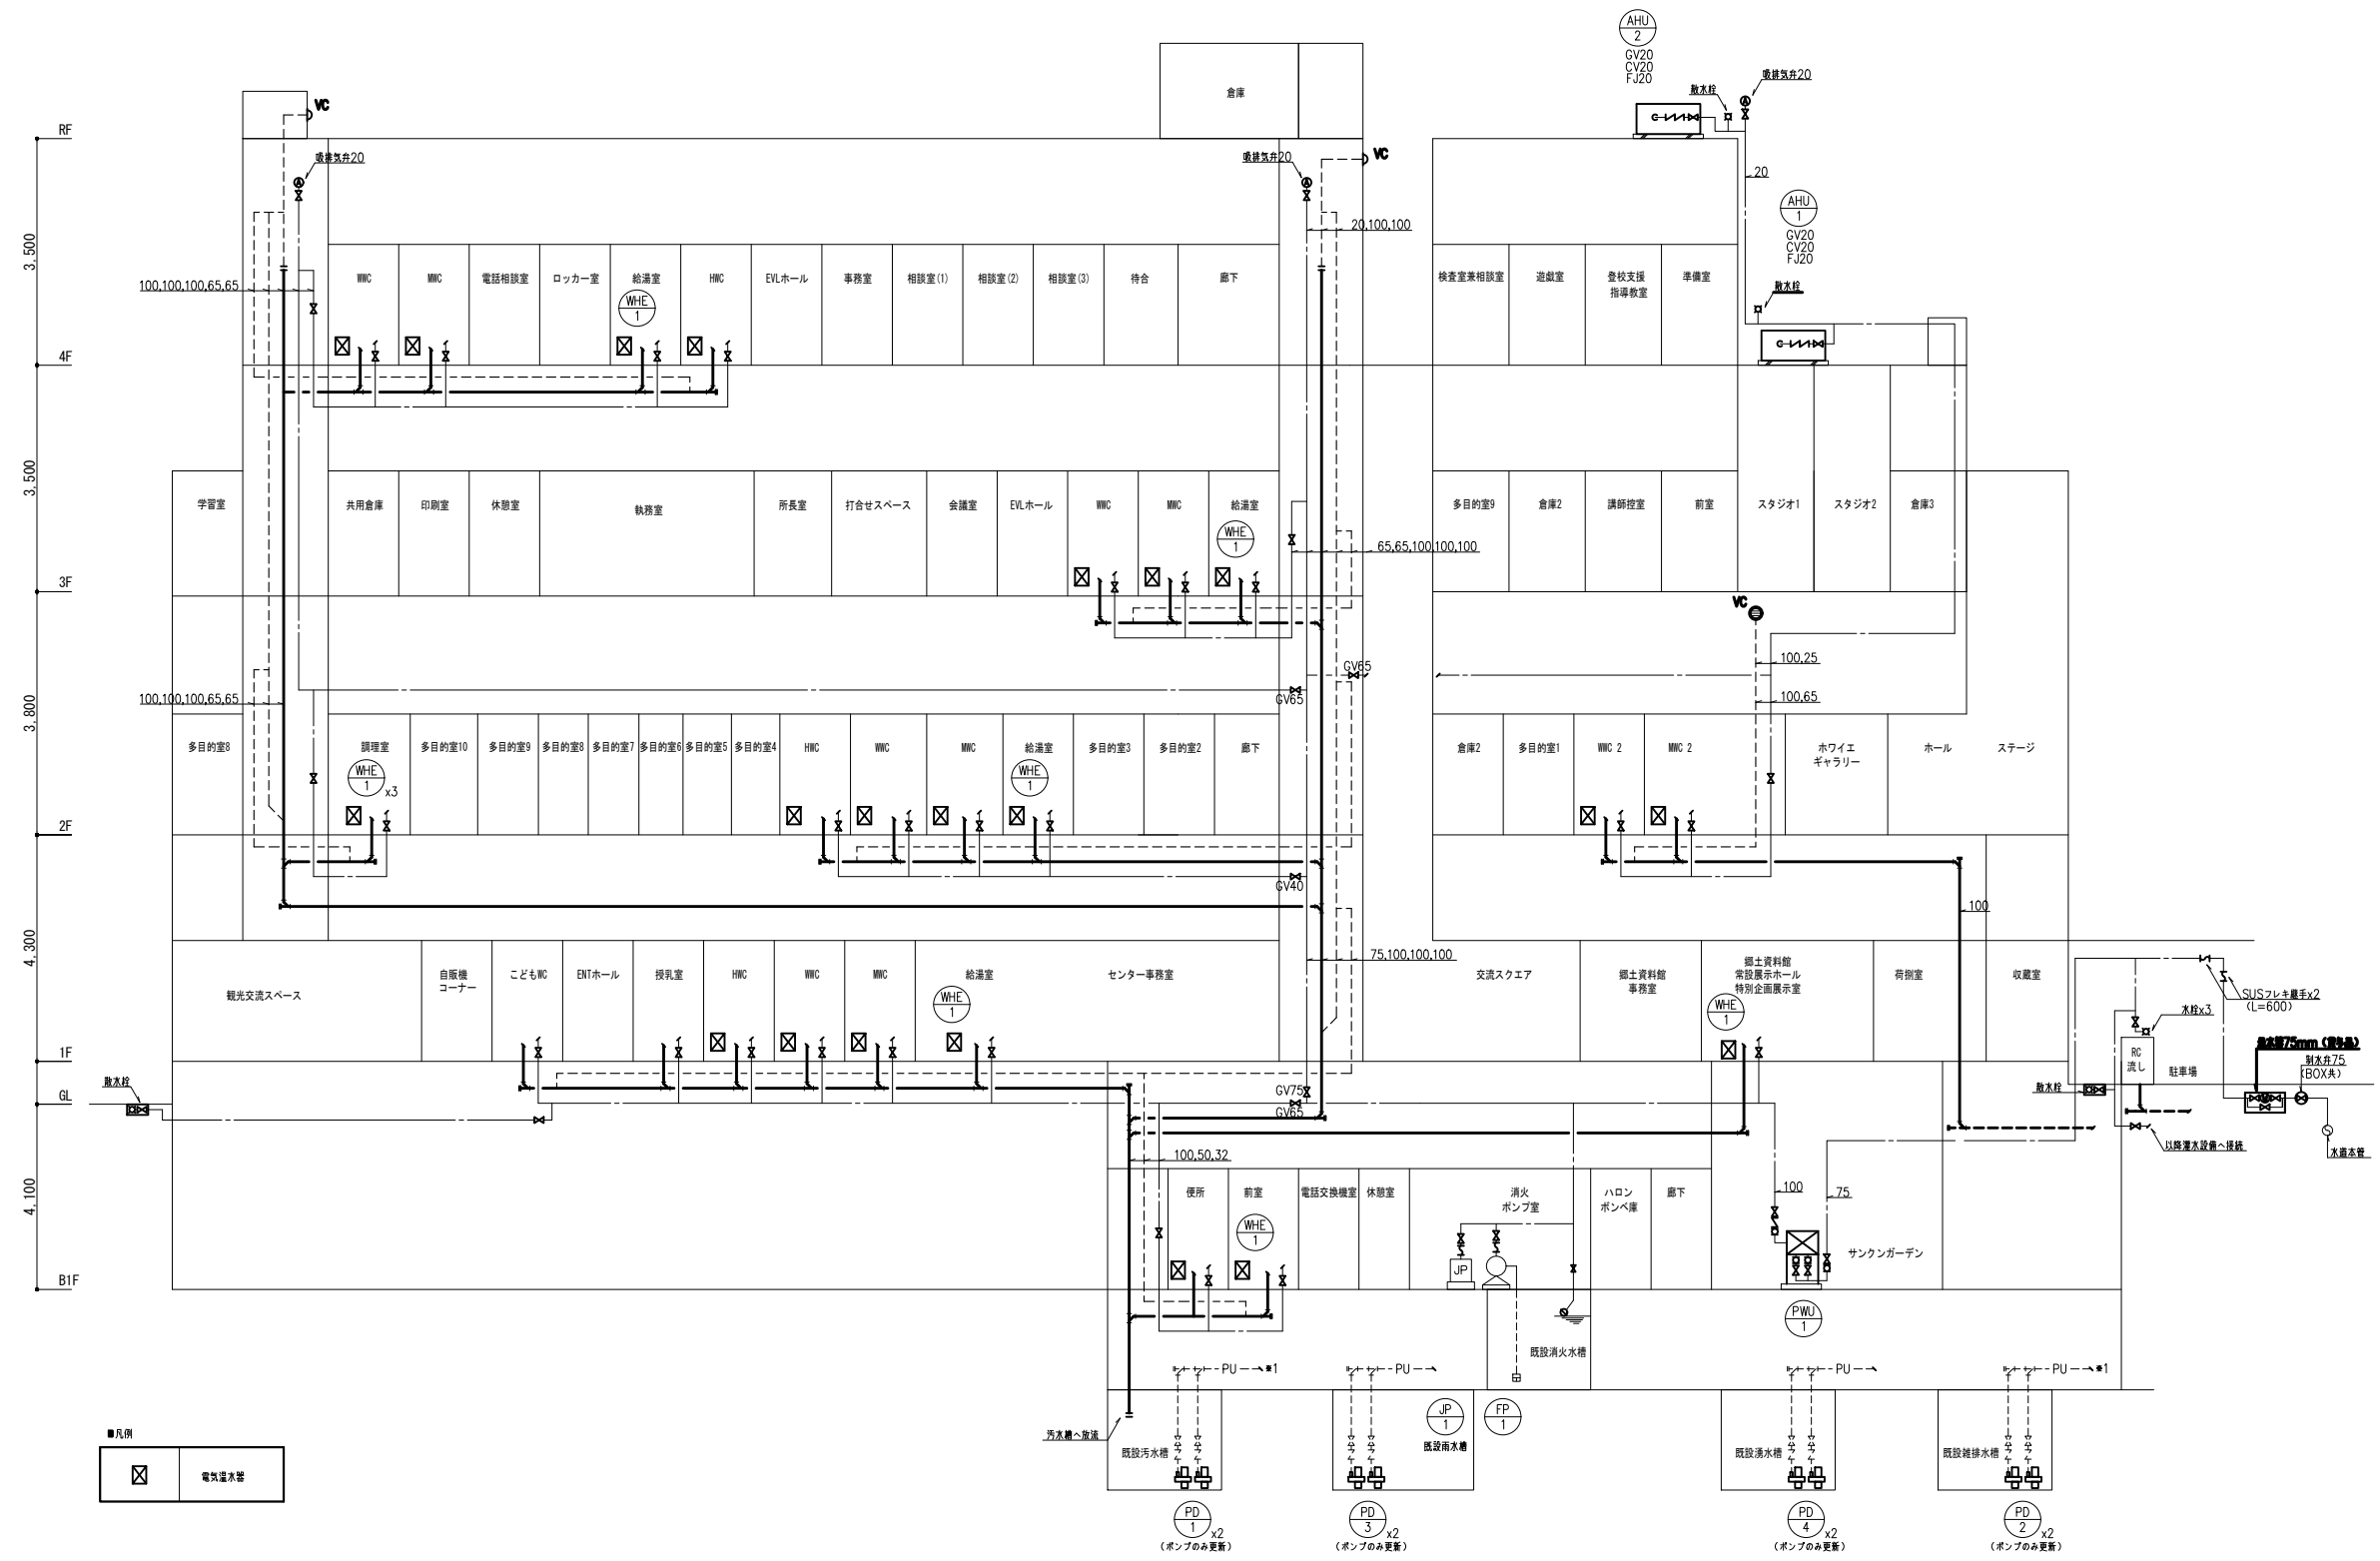 AHU
2
GV20
CV20
FJ20
吸排気弁20
散水栓
倉庫
VC
RF
吸排気弁20
吸排気弁20
VC
20
AHU
1
GV20
CV20
FJ20
散水栓
20,100,100
3,500
100,100,100,65,65
WWC
MWC
電話相談室
ロッカー室
給湯室
WHE
1
HWC
EVLホール
事務室
相談室(1)
相談室(2)
相談室(3)
待合
廊下
検査室兼相談室
遊戯室
登校支援
指導教室
準備室
4F
3,500
学習室
共用倉庫
印刷室
休憩室
執務室
所長室
打合せスペース
会議室
EVLホール
WWC
MWC
給湯室
WHE
1
多目的室9
倉庫2
講師控室
前室
スタジオ1
スタジオ2
倉庫3
65,65,100,100,100
3F
VC
100,25
100,65
GV65
GV65
3,800
100,100,100,65,65
多目的室8
調理室
WHE
1
x3
多目的室10
多目的室9
多目的室8
多目的室7
多目的室6
多目的室5
多目的室4
HWC
WWC
MWC
給湯室
WHE
1
多目的室3
多目的室2
廊下
倉庫2
多目的室1
WWC 2
MWC 2
ホワイエ
ギャラリー
ホール
ステージ
2F
GV40
100
4,300
75,100,100,100
観光交流スペース
自販機
コーナー
こどもWC
ENTホール
授乳室
HWC
WWC
MWC
給湯室
WHE
1
センター事務室
交流スクエア
郷土資料館
事務室
郷土資料館
常設展示ホール
特別企画展示室
WHE
1
荷捌室
収蔵室
SUSフレキ継手x2
(L=600)
水栓x3
1F
RC
流し
駐車場
制水弁75
(BOX共)
散水栓
散水栓
GL
GV75
GV65
以降灌水設備へ接続
水道本管
100,50,32
4,100
便所
前室
WHE
1
電話交換機室
休憩室
消火
ポンプ室
JP
ハロン
ボンベ庫
廊下
100
75
サンクンガーデン
B1F
PWU
1
既設消火水槽
PU
※1
PU
PU
PU
※1
汚水槽へ放流
既設汚水槽
JP
1
FP
1
既設雨水槽
既設湧水槽
既設雑排水槽
■凡例
電気温水器
PD
1
x2
(ポンプのみ更新)
PD
3
x2
(ポンプのみ更新)
PD
4
x2
(ポンプのみ更新)
PD
2
x2
(ポンプのみ更新)